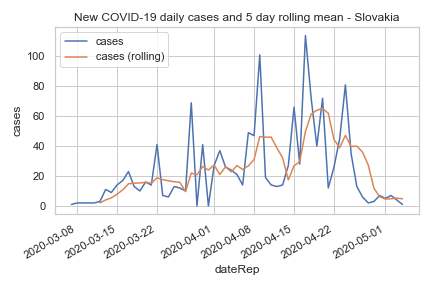 New COVID-19 daily cases and 5 day rolling mean - Slovakia
cases
cases (rolling)
100
80
60
40
20
0
cases
2020-03-08
2020-03-15
2020-03-22
2020-04-01
2020-04-08
2020-04-15
2020-04-22
2020-05-01
dateRep